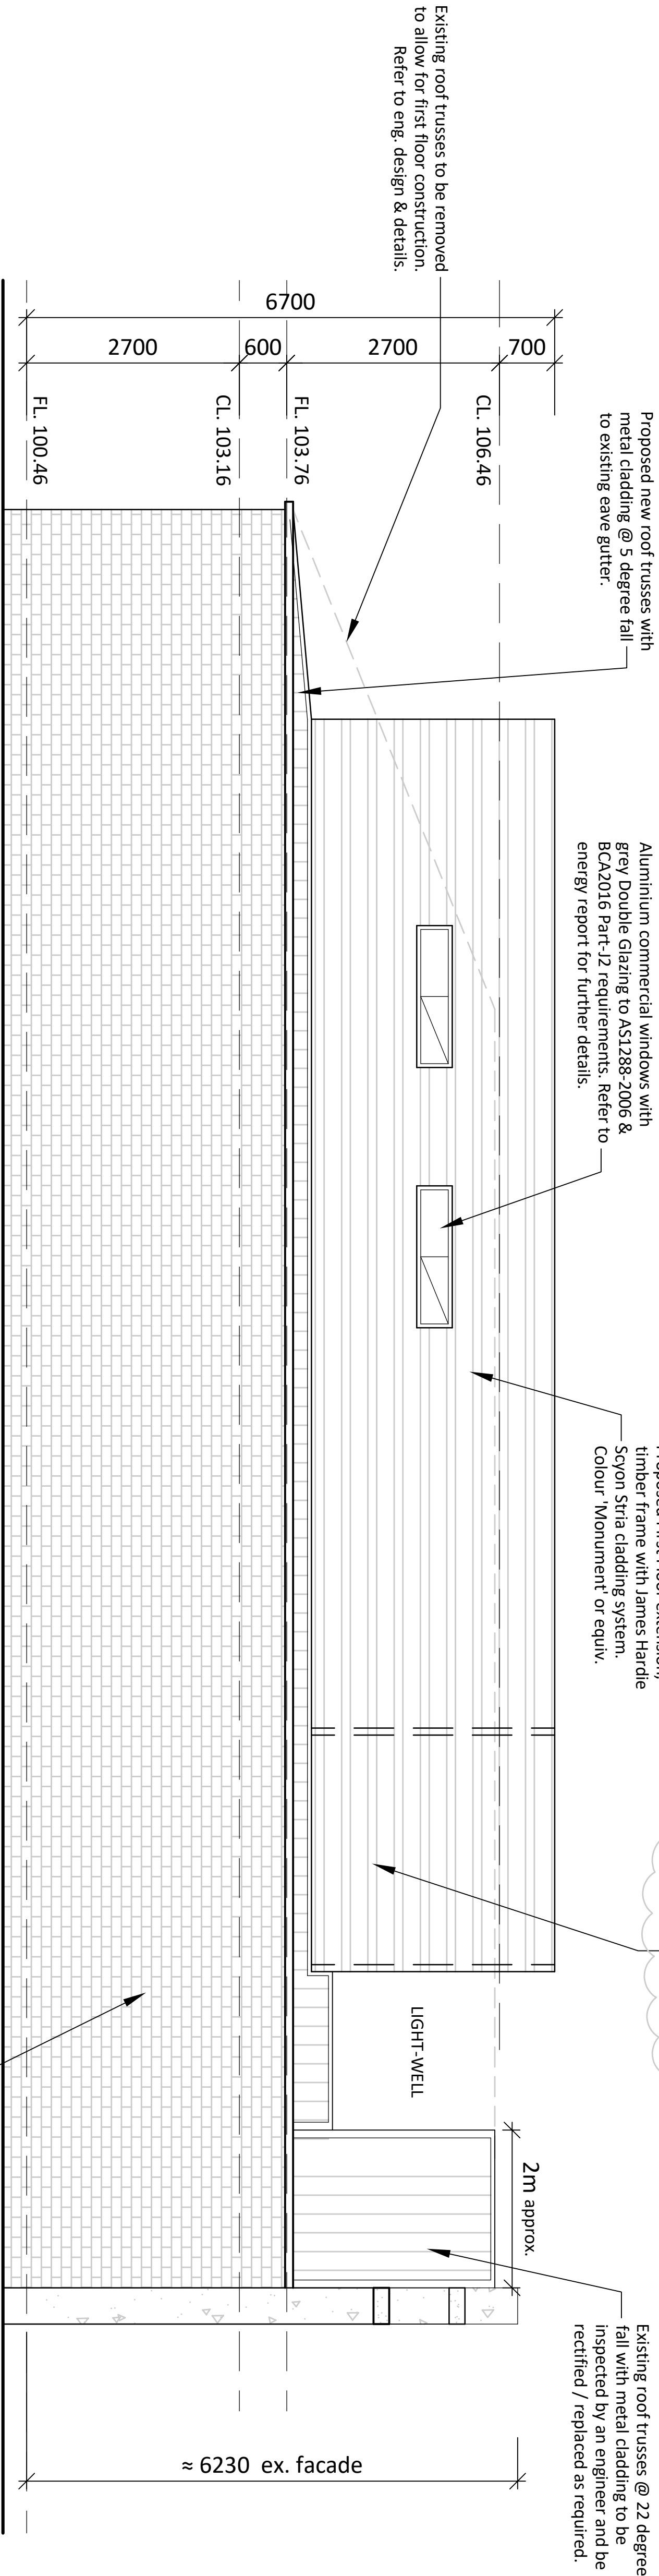 Existing roof trusses to be removed
to allow for first floor construction.
Refer to eng. design & details.
6700
2700
600
2700
700
FL. 100.46
CL. 103.16
FL. 103.76
CL. 106.46
Proposed new roof trusses with
metal cladding @ 5 degree fall
to existing eave gutter.
Aluminium commercial windows with
grey Double Glazing to AS1288-2006 &
BCA2016 Part-J2 requirements. Refer to
energy report for further details.
Proposed First Floor extension,
timber frame with James Hardie
Scyon Stria cladding system.
Colour 'Monument' or equiv.
LIGHT-WELL
2m approx.
Existing roof trusses @ 22 degree
fall with metal cladding to be
inspected by an engineer and be
rectified / replaced as required.
≈ 6230 ex. facade